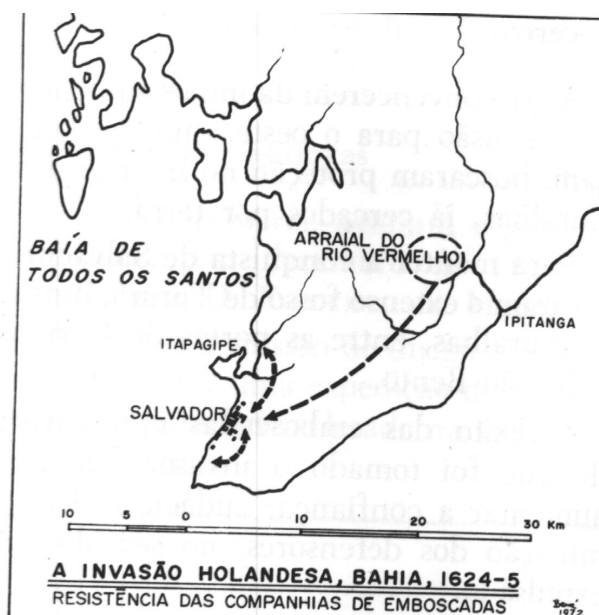 BAÍA DE
TODOS OS SANTOS
ARRAIAL DO
RIO VERMELHO
IPITANGA
ITAPAGIPE
SALVADOR
10 5 0 10 20 30 Km
A INVASÃO HOLANDESA, BAHIA, 1624-5
RESISTÊNCIA DAS COMPANHIAS DE EMBOSCADAS
1972